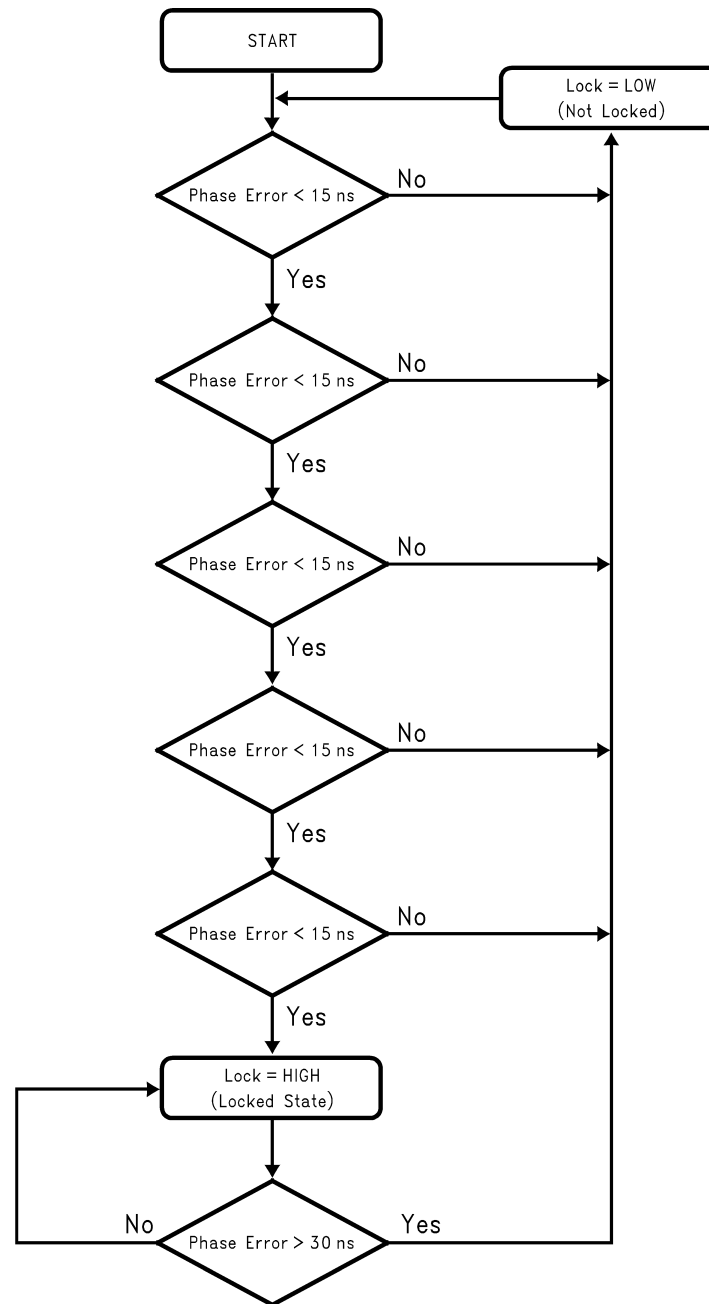 START
Lock = LOW
(Not Locked)
Phase Error < 15 ns
No
Yes
Phase Error < 15 ns
No
Yes
Phase Error < 15 ns
No
Yes
Phase Error < 15 ns
No
Yes
Phase Error < 15 ns
No
Yes
Lock = HIGH
(Locked State)
No
Phase Error > 30 ns
Yes